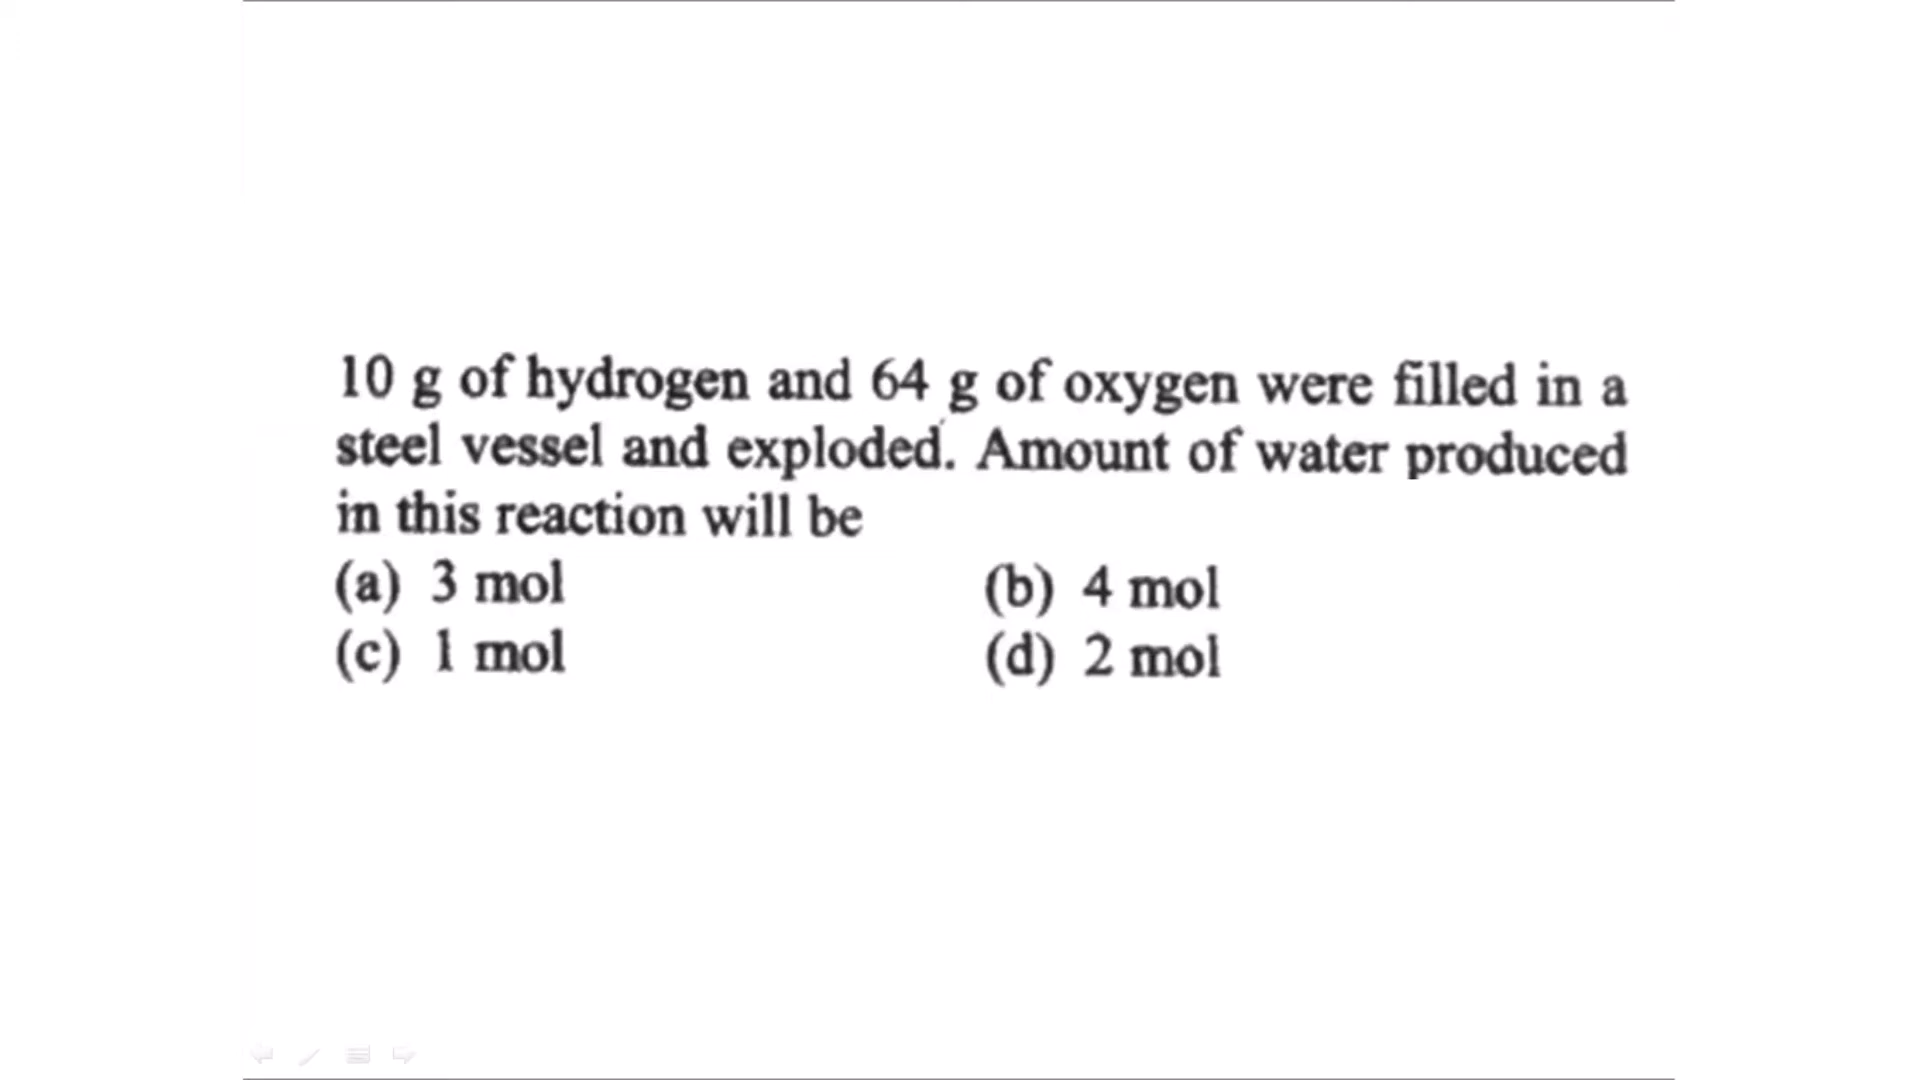 10 g of hydrogen and 64 g of oxygen were filled in a
steel vessel and exploded. Amount of water produced
in this reaction will be
(a) 3 mol (b) 4 mol
(c) 1 mol (d) 2 mol